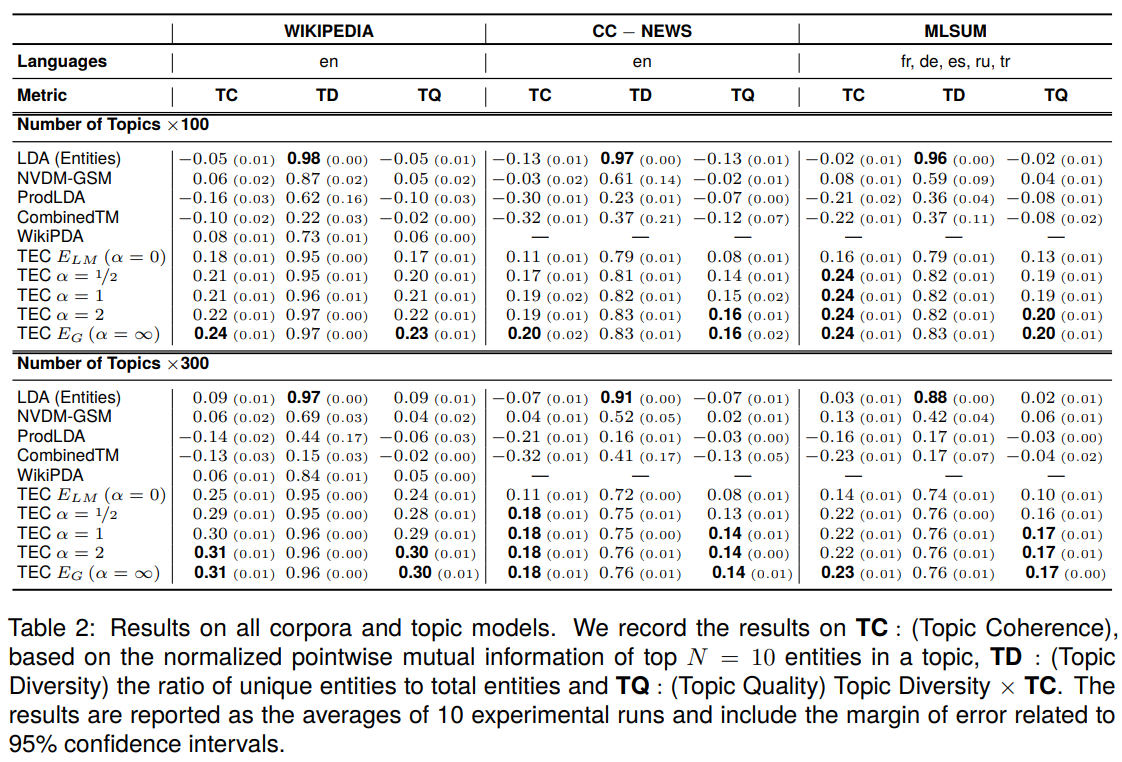 WIKIPEDIA CC − NEWS MLSUM
Languages en en fr, de, es, ru, tr
Metric TC TD TQ TC TD TQ TC TD TQ
Number of Topics ×100
LDA (Entities) −0.05 (0.01) 0.98 (0.00) −0.05 (0.01) −0.13 (0.01) 0.97 (0.00) −0.13 (0.01) −0.02 (0.01) 0.96 (0.00) −0.02 (0.01)
NVDM-GSM 0.06 (0.02) 0.87 (0.02) 0.05 (0.02) −0.03 (0.02) 0.61 (0.14) −0.02 (0.01) 0.08 (0.01) 0.59 (0.09) 0.04 (0.01)
ProdLDA −0.16 (0.03) 0.62 (0.16) −0.10 (0.03) −0.30 (0.01) 0.23 (0.01) −0.07 (0.00) −0.21 (0.02) 0.36 (0.04) −0.08 (0.01)
CombinedTM −0.10 (0.02) 0.22 (0.03) −0.02 (0.00) −0.32 (0.01) 0.37 (0.21) −0.12 (0.07) −0.22 (0.01) 0.37 (0.11) −0.08 (0.02)
WikiPDA 0.08 (0.01) 0.73 (0.01) 0.06 (0.00) — — — — — —
TEC E_LM (α = 0) 0.18 (0.01) 0.95 (0.00) 0.17 (0.01) 0.11 (0.01) 0.79 (0.01) 0.08 (0.01) 0.16 (0.01) 0.79 (0.01) 0.13 (0.01)
TEC α = 1/2 0.21 (0.01) 0.95 (0.00) 0.20 (0.01) 0.17 (0.01) 0.81 (0.01) 0.14 (0.01) 0.24 (0.01) 0.82 (0.01) 0.19 (0.01)
TEC α = 1 0.21 (0.01) 0.96 (0.01) 0.21 (0.01) 0.19 (0.02) 0.82 (0.01) 0.15 (0.02) 0.24 (0.01) 0.82 (0.01) 0.19 (0.01)
TEC α = 2 0.22 (0.01) 0.97 (0.00) 0.22 (0.01) 0.19 (0.01) 0.83 (0.01) 0.16 (0.01) 0.24 (0.01) 0.82 (0.01) 0.20 (0.01)
TEC E_G (α = ∞) 0.24 (0.01) 0.97 (0.00) 0.23 (0.01) 0.20 (0.02) 0.83 (0.01) 0.16 (0.02) 0.24 (0.01) 0.83 (0.01) 0.20 (0.01)
Number of Topics ×300
LDA (Entities) 0.09 (0.01) 0.97 (0.00) 0.09 (0.01) −0.07 (0.01) 0.91 (0.00) −0.07 (0.01) 0.03 (0.01) 0.88 (0.00) 0.02 (0.01)
NVDM-GSM 0.06 (0.02) 0.69 (0.03) 0.04 (0.02) 0.04 (0.01) 0.52 (0.05) 0.02 (0.01) 0.13 (0.01) 0.42 (0.04) 0.06 (0.01)
ProdLDA −0.14 (0.02) 0.44 (0.17) −0.06 (0.03) −0.21 (0.01) 0.16 (0.01) −0.03 (0.00) −0.16 (0.01) 0.17 (0.01) −0.03 (0.00)
CombinedTM −0.13 (0.03) 0.15 (0.03) −0.02 (0.00) −0.32 (0.01) 0.41 (0.17) −0.13 (0.05) −0.23 (0.01) 0.17 (0.07) −0.04 (0.02)
WikiPDA 0.06 (0.01) 0.84 (0.01) 0.05 (0.00) — — — — — —
TEC E_LM (α = 0) 0.25 (0.01) 0.95 (0.00) 0.24 (0.01) 0.11 (0.01) 0.72 (0.00) 0.08 (0.01) 0.14 (0.01) 0.74 (0.01) 0.10 (0.01)
TEC α = 1/2 0.29 (0.01) 0.95 (0.00) 0.28 (0.01) 0.18 (0.01) 0.75 (0.01) 0.13 (0.01) 0.22 (0.01) 0.76 (0.00) 0.16 (0.01)
TEC α = 1 0.30 (0.01) 0.96 (0.00) 0.29 (0.01) 0.18 (0.01) 0.75 (0.00) 0.14 (0.01) 0.22 (0.01) 0.76 (0.01) 0.17 (0.01)
TEC α = 2 0.31 (0.01) 0.96 (0.00) 0.30 (0.01) 0.18 (0.01) 0.76 (0.01) 0.14 (0.00) 0.22 (0.01) 0.76 (0.01) 0.17 (0.01)
TEC E_G (α = ∞) 0.31 (0.01) 0.96 (0.00) 0.30 (0.01) 0.18 (0.01) 0.76 (0.01) 0.14 (0.01) 0.23 (0.01) 0.76 (0.01) 0.17 (0.00)
Table 2: Results on all corpora and topic models. We record the results on TC : (Topic Coherence),
based on the normalized pointwise mutual information of top N = 10 entities in a topic, TD : (Topic
Diversity) the ratio of unique entities to total entities and TQ : (Topic Quality) Topic Diversity × TC. The
results are reported as the averages of 10 experimental runs and include the margin of error related to
95% confidence intervals.